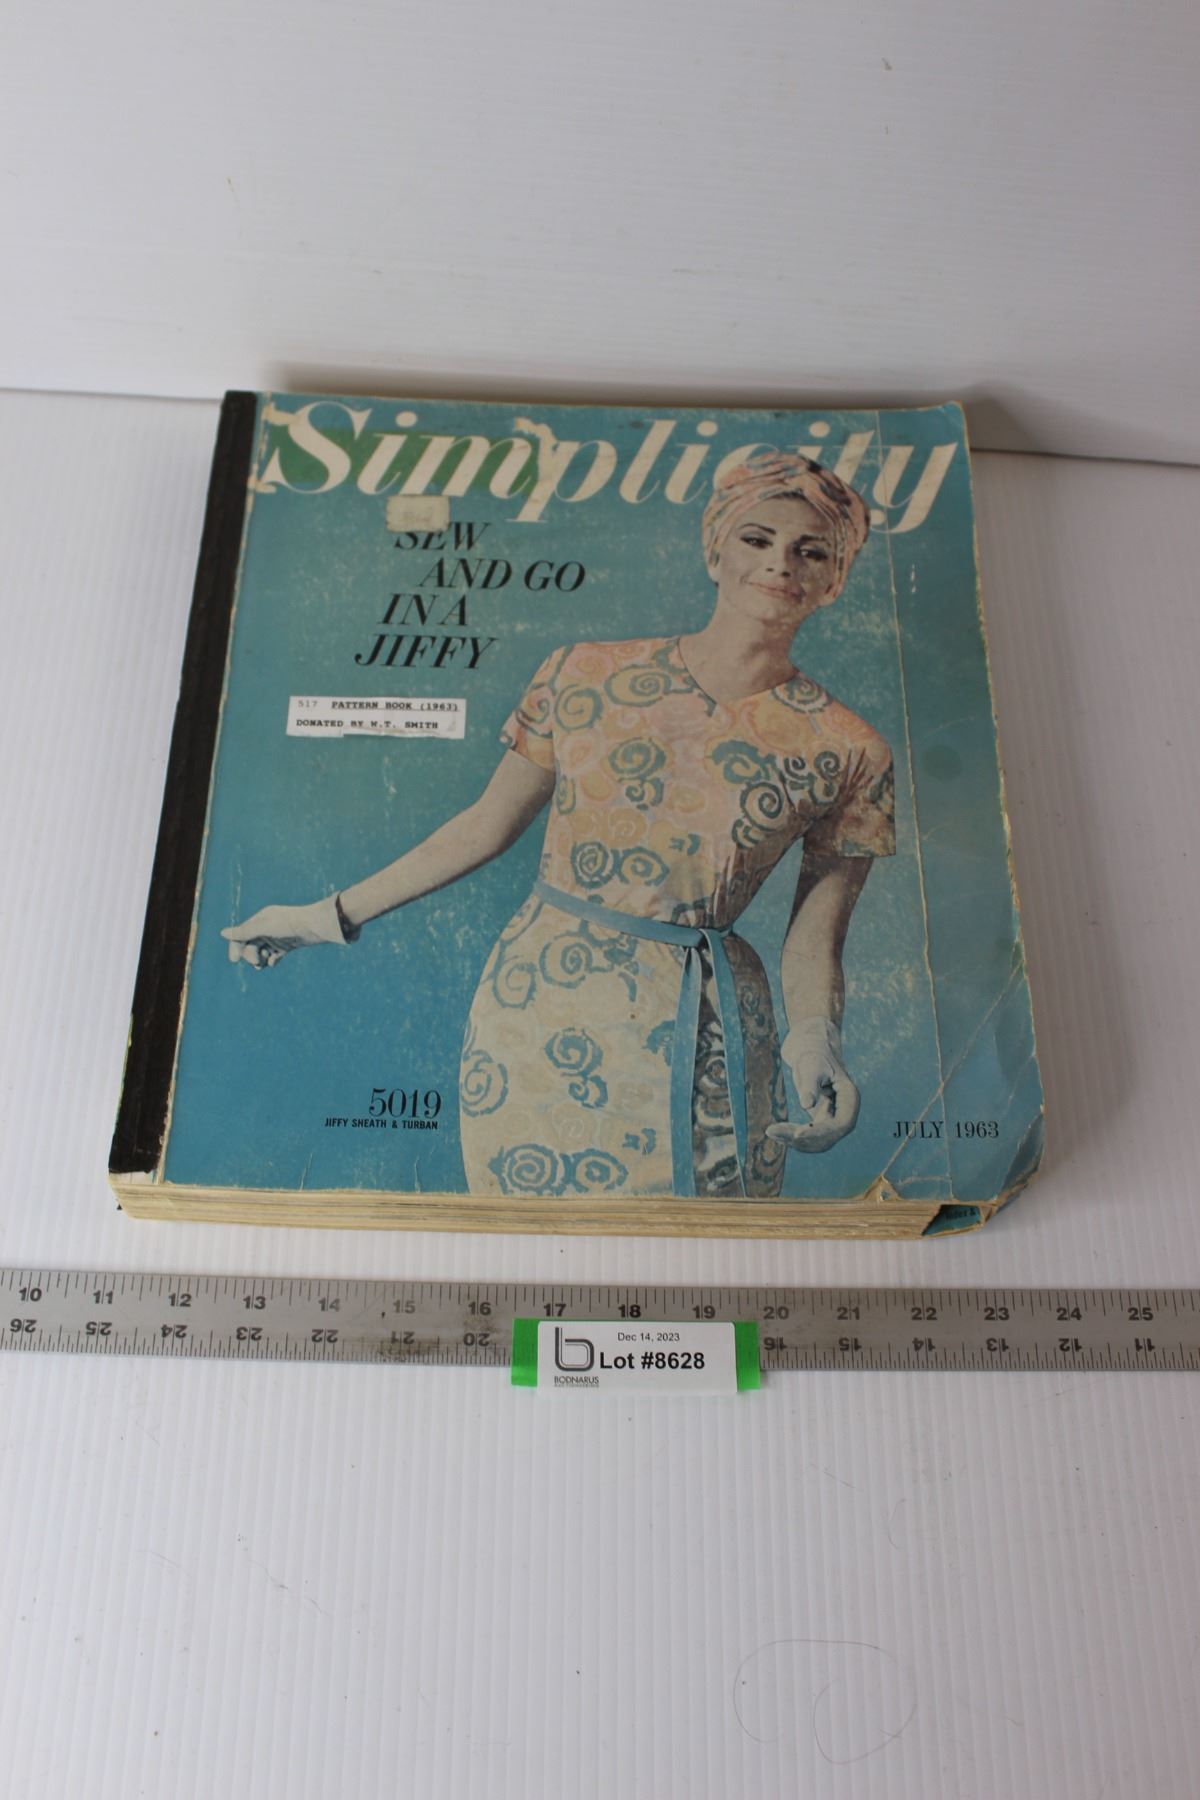 Simplicity
SEW
AND GO
IN A
JIFFY
517 PATTERN BOOK (1963)
DONATED BY W.T. SMITH
5019
JIFFY SHEATH & TURBAN
JULY 1963
10 11 12 13 14 15 16 17 18 19 20 21 22 23 24 25
26 25 24 23 22 21 20 16 15 14 13 12 11
Dec 14, 2023
b Lot #8628
BODNARUS
AUCTIONEERING